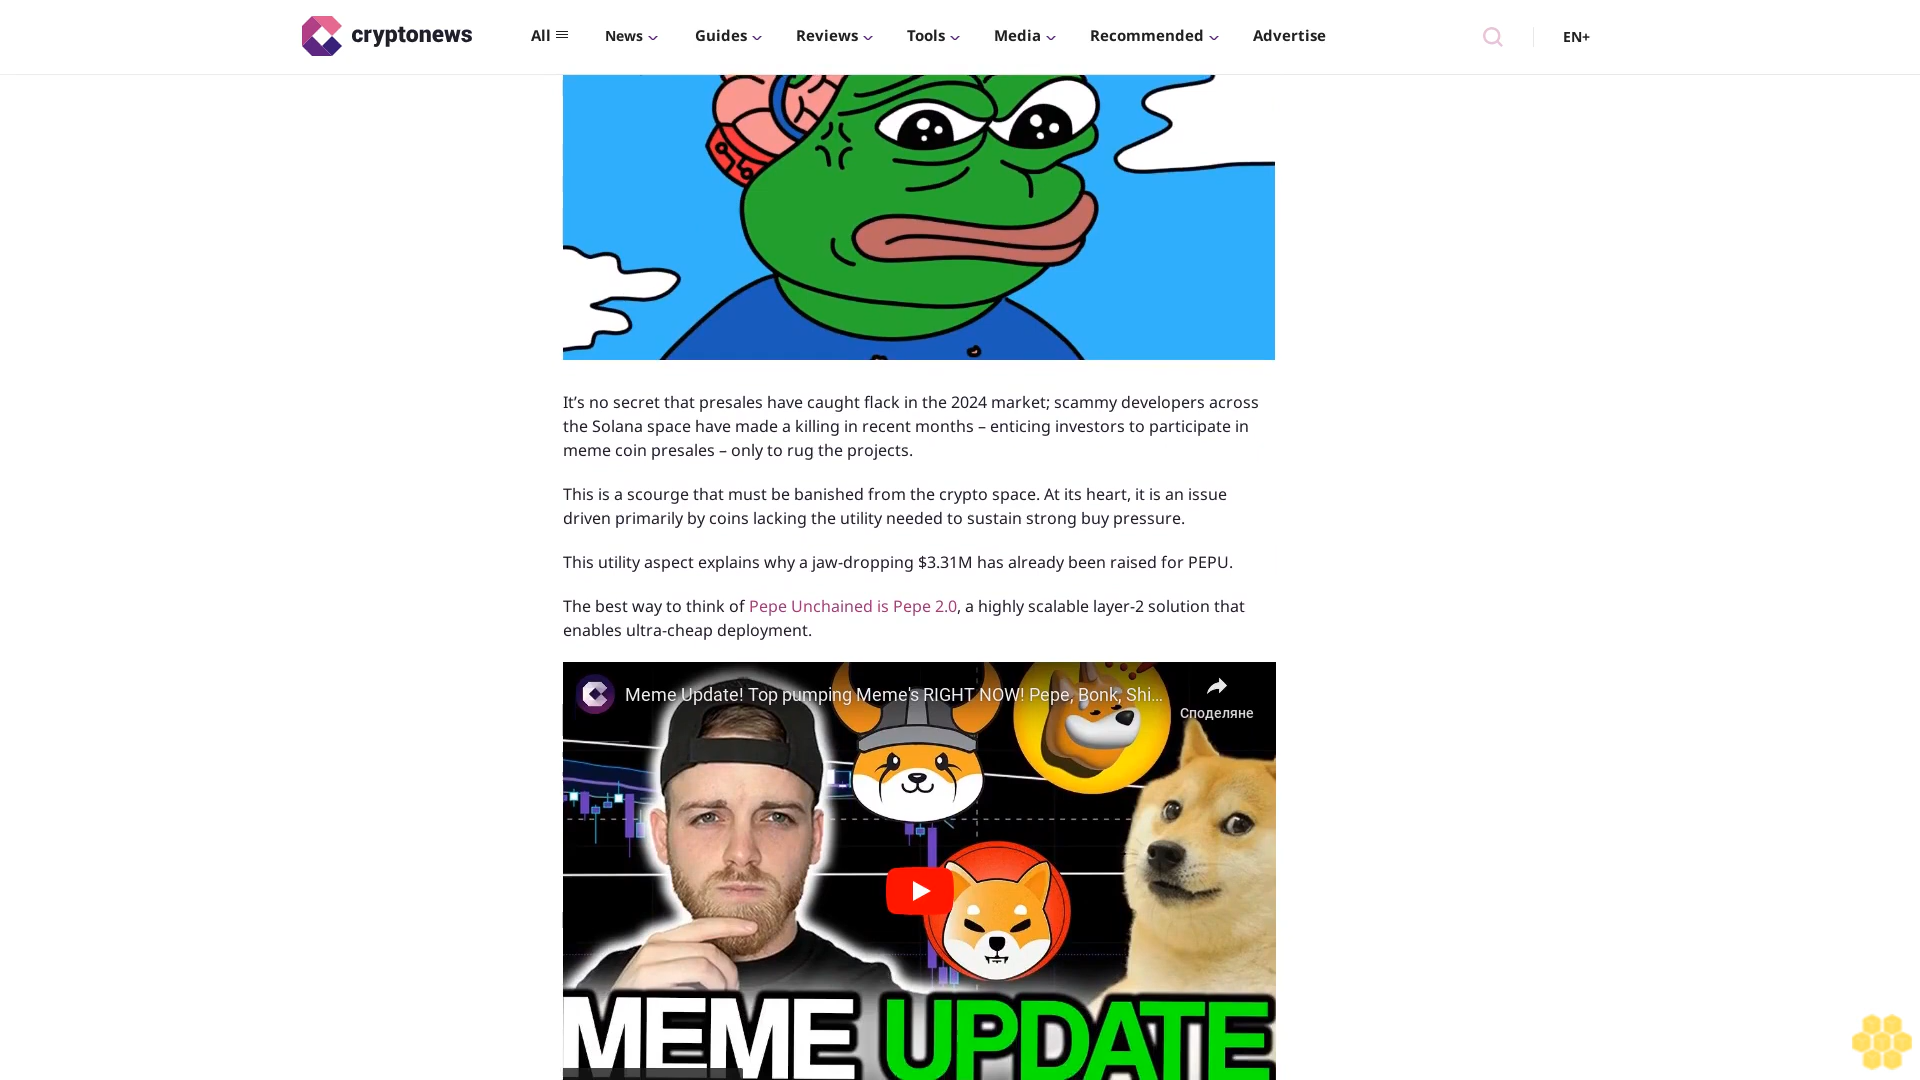 cryptonews
All
News
Guides
Reviews
Tools
Media
Recommended
Advertise
EN+
It’s no secret that presales have caught flack in the 2024 market; scammy developers across
the Solana space have made a killing in recent months – enticing investors to participate in
meme coin presales – only to rug the projects.
This is a scourge that must be banished from the crypto space. At its heart, it is an issue
driven primarily by coins lacking the utility needed to sustain strong buy pressure.
This utility aspect explains why a jaw-dropping $3.31M has already been raised for PEPU.
The best way to think of Pepe Unchained is Pepe 2.0, a highly scalable layer-2 solution that
enables ultra-cheap deployment.
Meme Update! Top pumping Meme's RIGHT NOW! Pepe, Bonk, Shi...
Споделяне
MEME UPDATE